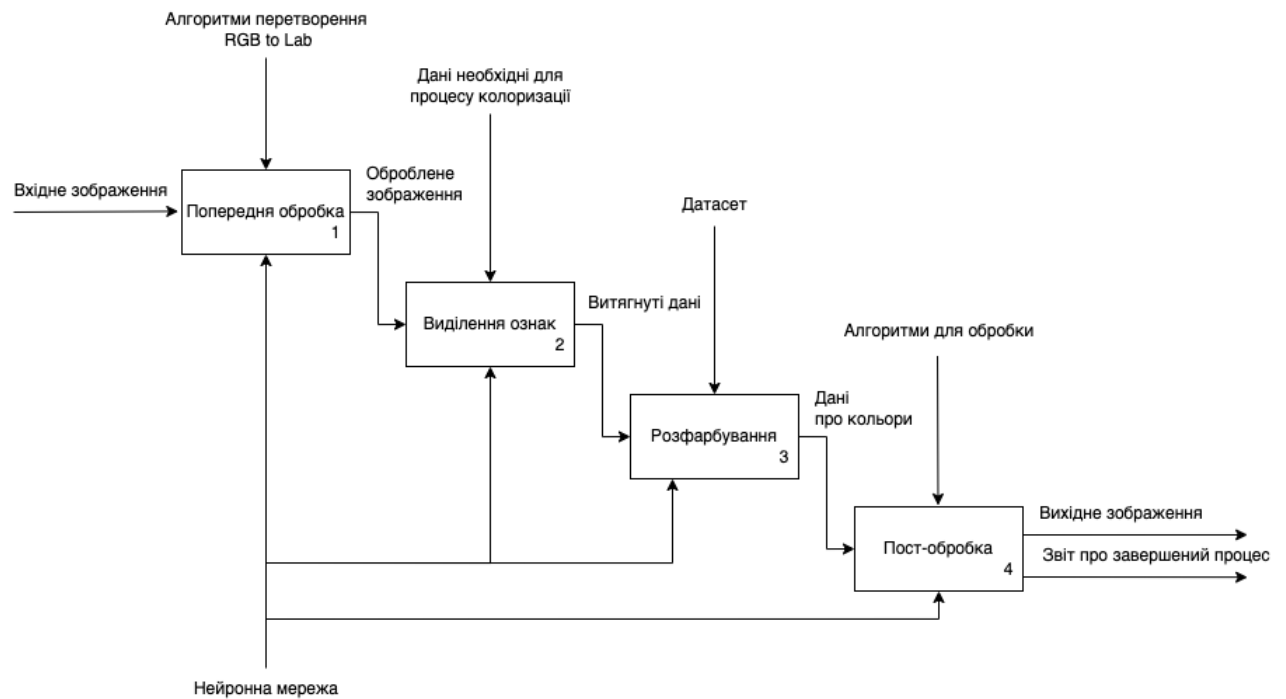 Алгоритми перетворення
RGB to Lab
Дані необхідні для
процесу колоризації
Вхідне зображення
Попередня обробка
1
Оброблене
зображення
Датасет
Виділення ознак
2
Витягнуті дані
Алгоритми для обробки
Розфарбування
3
Дані
про кольори
Пост-обробка
4
Вихідне зображення
Звіт про завершений процес
Нейронна мережа